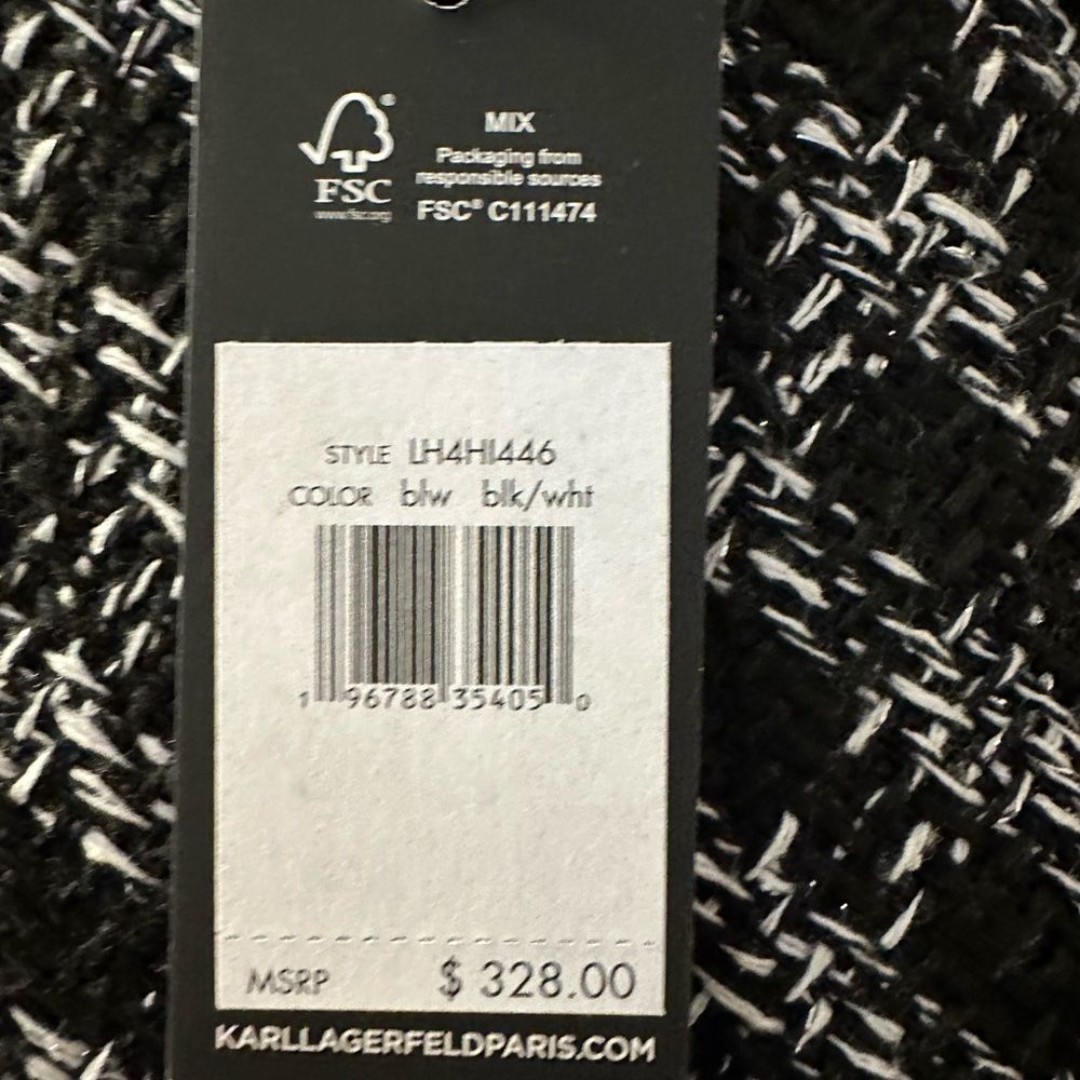 MIX
Packaging from
responsible sources
FSC
www.fsc.org
FSC® C111474
STYLE LH4HI446
COLOR blw blk/wht
1 96788 35405 0
MSRP $ 328.00
KARLLAGERFELDPARIS.COM